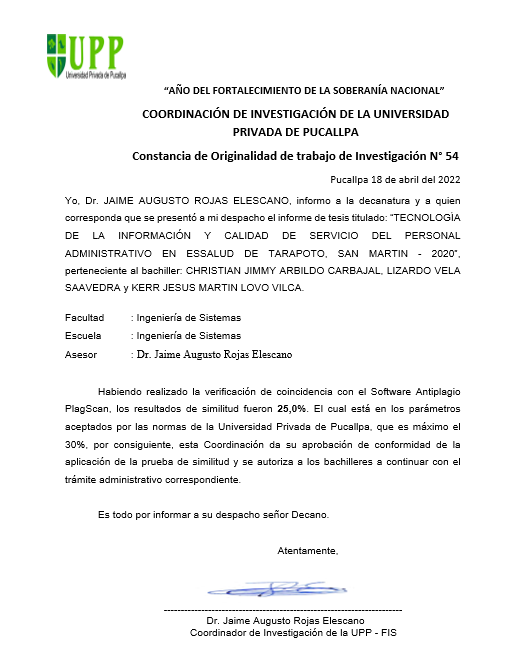 UPP
Universidad Privada de Pucallpa
“AÑO DEL FORTALECIMIENTO DE LA SOBERANÍA NACIONAL”
COORDINACIÓN DE INVESTIGACIÓN DE LA UNIVERSIDAD
PRIVADA DE PUCALLPA
Constancia de Originalidad de trabajo de Investigación N° 54
Pucallpa 18 de abril del 2022
Yo, Dr. JAIME AUGUSTO ROJAS ELESCANO, informo a la decanatura y a quien
corresponda que se presentó a mi despacho el informe de tesis titulado: “TECNOLOGÌA
DE LA INFORMACIÓN Y CALIDAD DE SERVICIO DEL PERSONAL
ADMINISTRATIVO EN ESSALUD DE TARAPOTO, SAN MARTIN - 2020”,
perteneciente al bachiller: CHRISTIAN JIMMY ARBILDO CARBAJAL, LIZARDO VELA
SAAVEDRA y KERR JESUS MARTIN LOVO VILCA.
Facultad : Ingeniería de Sistemas
Escuela : Ingeniería de Sistemas
Asesor : Dr. Jaime Augusto Rojas Elescano
Habiendo realizado la verificación de coincidencia con el Software Antiplagio
PlagScan, los resultados de similitud fueron 25,0%. El cual está en los parámetros
aceptados por las normas de la Universidad Privada de Pucallpa, que es máximo el
30%, por consiguiente, esta Coordinación da su aprobación de conformidad de la
aplicación de la prueba de similitud y se autoriza a los bachilleres a continuar con el
trámite administrativo correspondiente.
Es todo por informar a su despacho señor Decano.
Atentamente,
Dr. Jaime Augusto Rojas Elescano
Coordinador de Investigación de la UPP - FIS